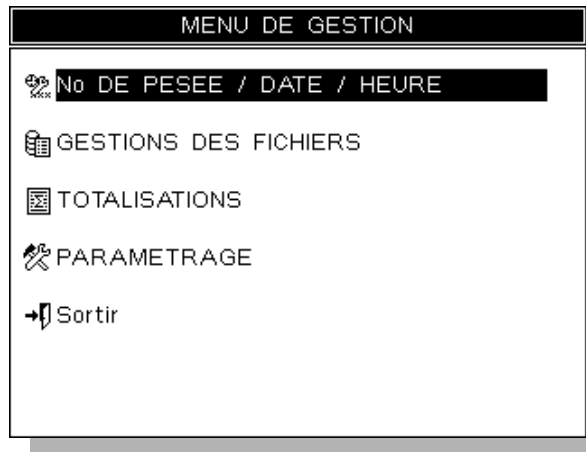 MENU DE GESTION
No DE PESEE / DATE / HEURE
GESTIONS DES FICHIERS
TOTALISATIONS
PARAMETRAGE
Sortir